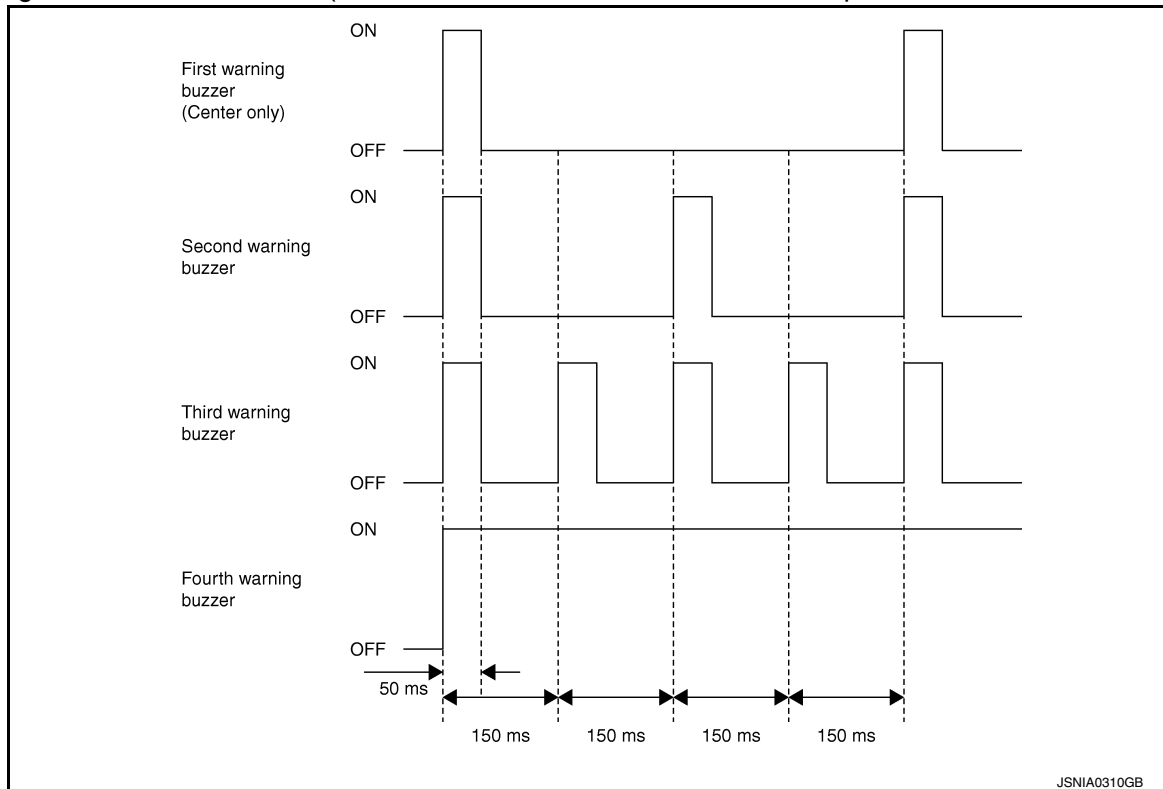 ON
First warning
buzzer
(Center only)
OFF
ON
Second warning
buzzer
OFF
ON
Third warning
buzzer
OFF
ON
Fourth warning
buzzer
OFF
50 ms
150 ms 150 ms 150 ms 150 ms
JSNIA0310GB